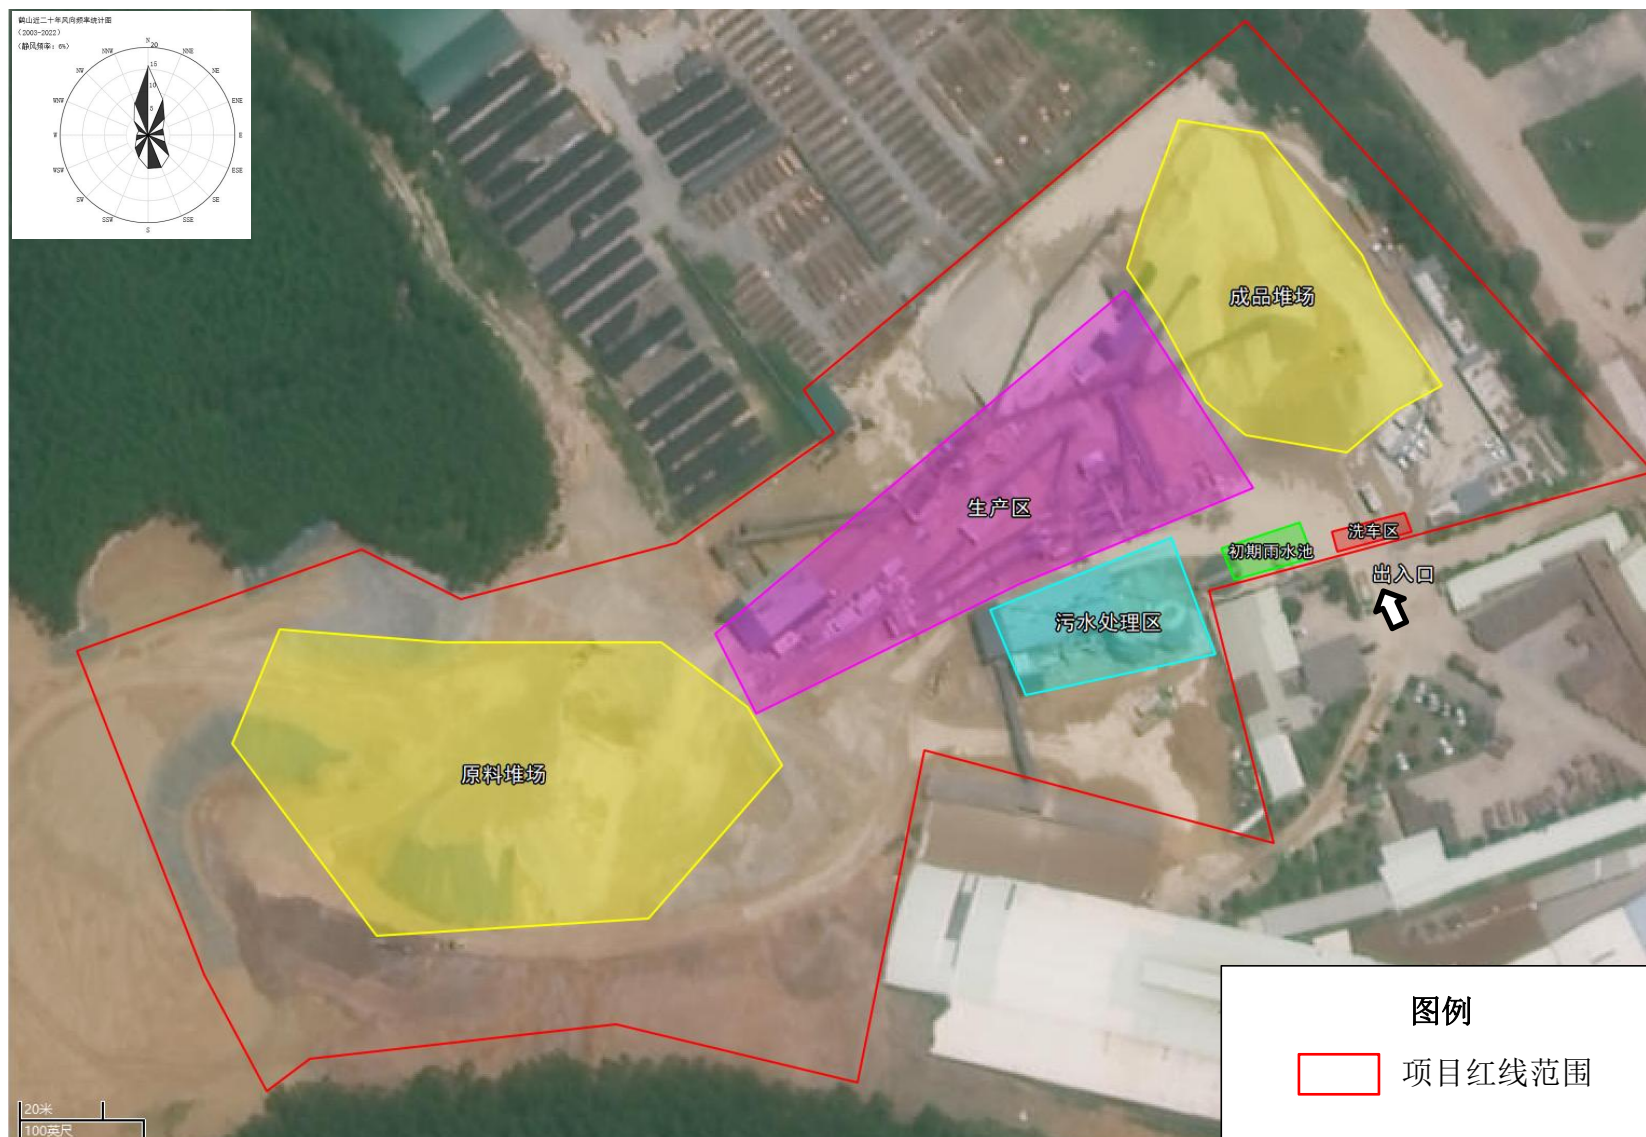 鹤山近二十年风向频率统计图
(2003-2022)
(静风频率: 6%)
N
20
NNW
NNE
15
NW
NE
10
WNW
ENE
5
W
E
WSW
ESE
SW
SE
SSW
SSE
S
成品堆场
生产区
洗车区
初期雨水池
出入口
污水处理区
原料堆场
图例
项目红线范围
20米
100英尺